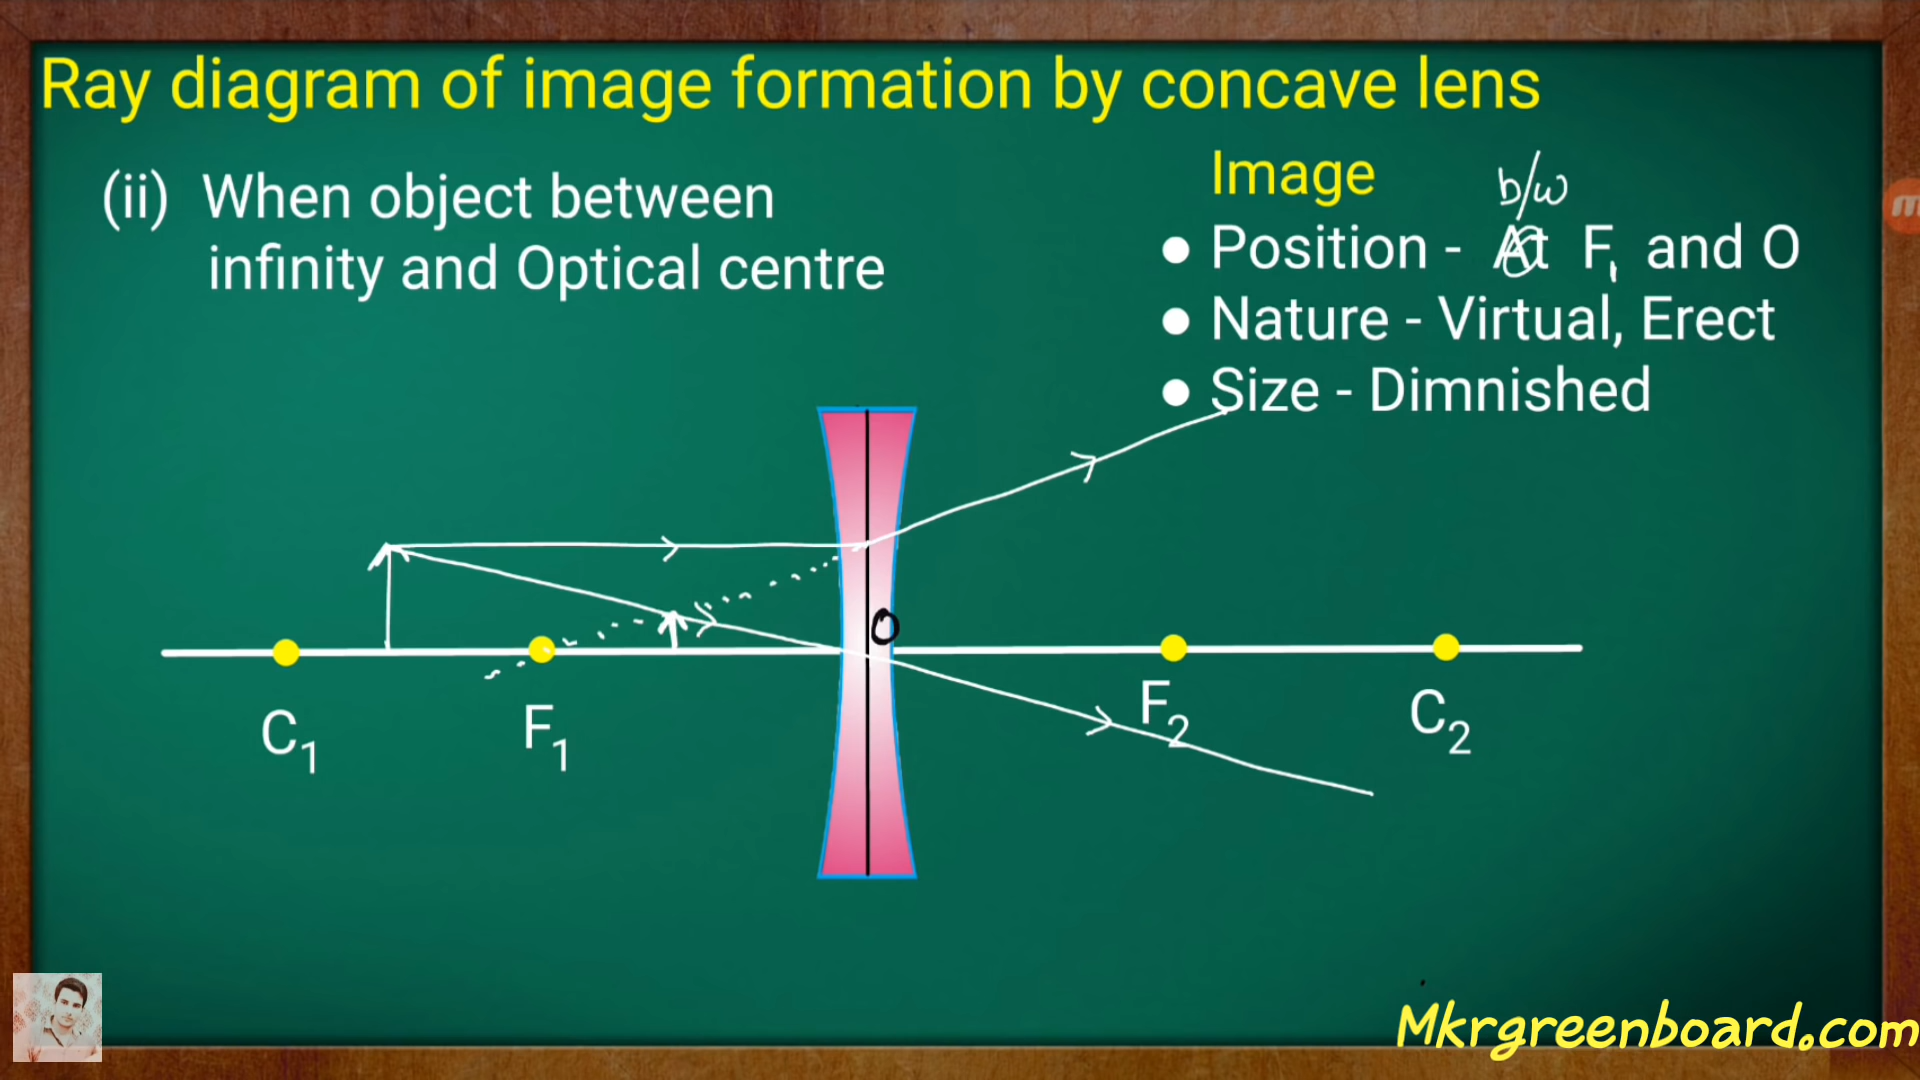 Ray diagram of image formation by concave lens
(ii) When object between
infinity and Optical centre
Image
b/w
● Position - At F1 and O
● Nature - Virtual, Erect
● Size - Dimnished
O
C1
F1
F2
C2
Mkrgreenboard.com